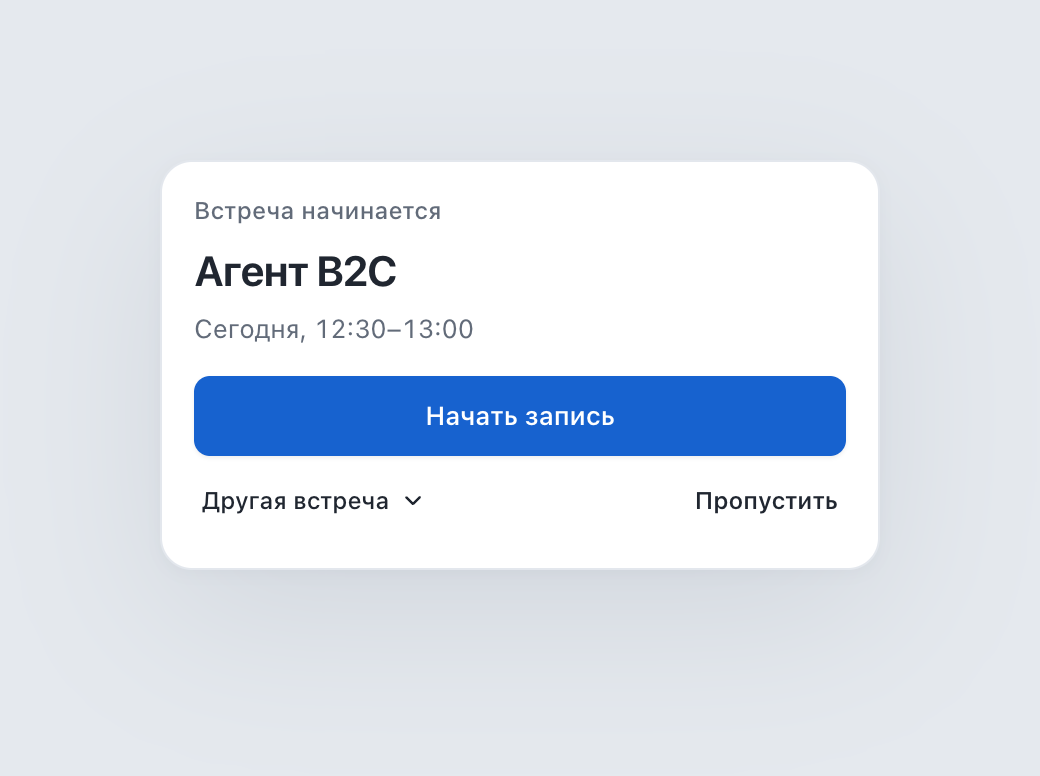 Встреча начинается
Агент B2C
Сегодня, 12:30–13:00
Начать запись
Другая встреча
Пропустить